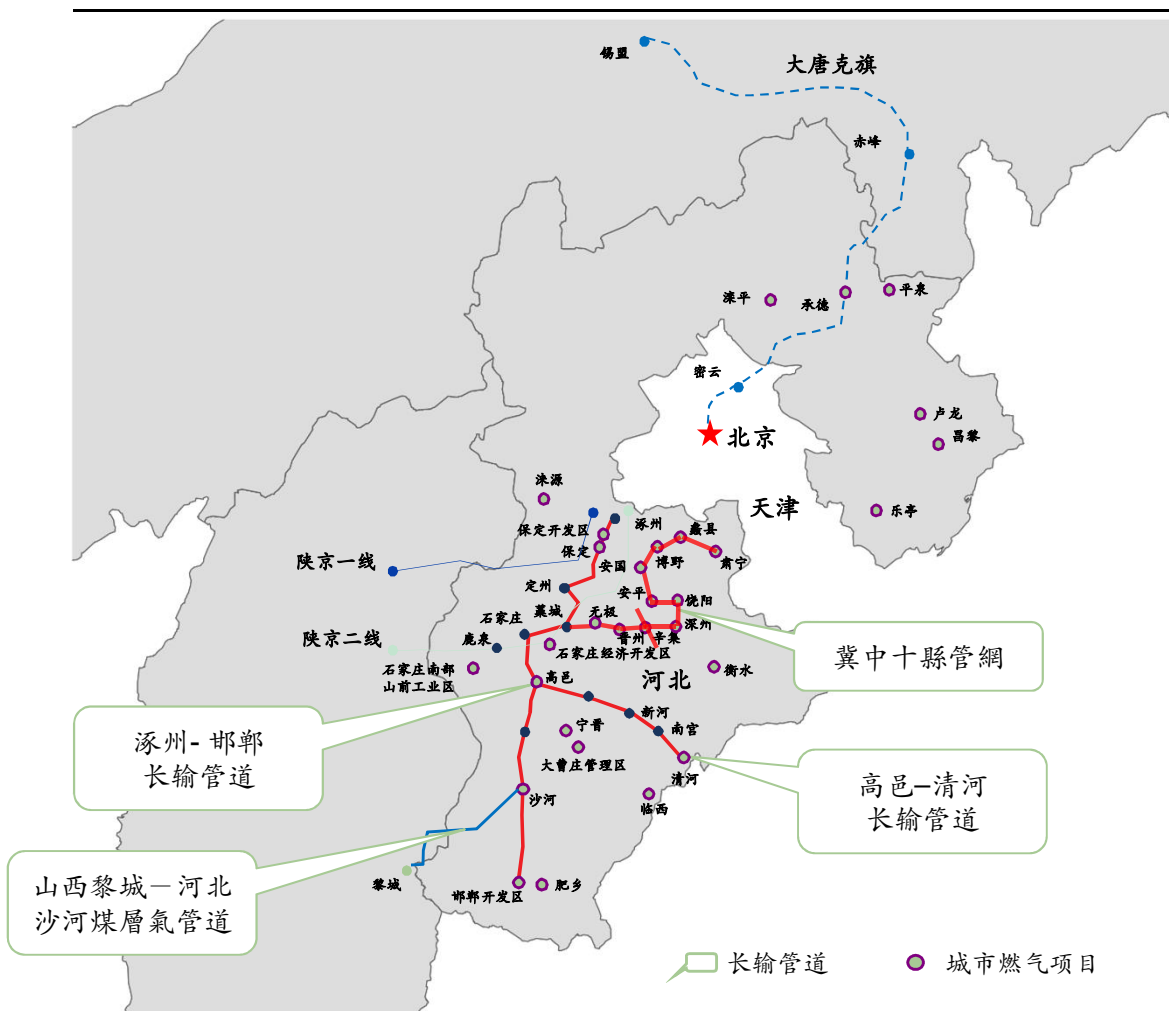 锡盟
大唐克旗
赤峰
滦平
承德
平泉
密云
北京
卢龙
昌黎
涞源
天津
乐亭
保定开发区
涿州
蠡县
保定
安国
博野
肃宁
陕京一线
定州
安平
饶阳
石家庄
藁城
无极
深州
陕京二线
鹿泉
晋州
辛集
石家庄经济开发区
冀中十縣管網
石家庄南部
山前工业区
高邑
河北
衡水
新河
涿州- 邯郸
长输管道
宁晋
南宫
大曹庄管理区
清河
高邑–清河
长输管道
沙河
临西
山西黎城－河北
沙河煤層氣管道
黎城
邯郸开发区
肥乡
长输管道
城市燃气项目